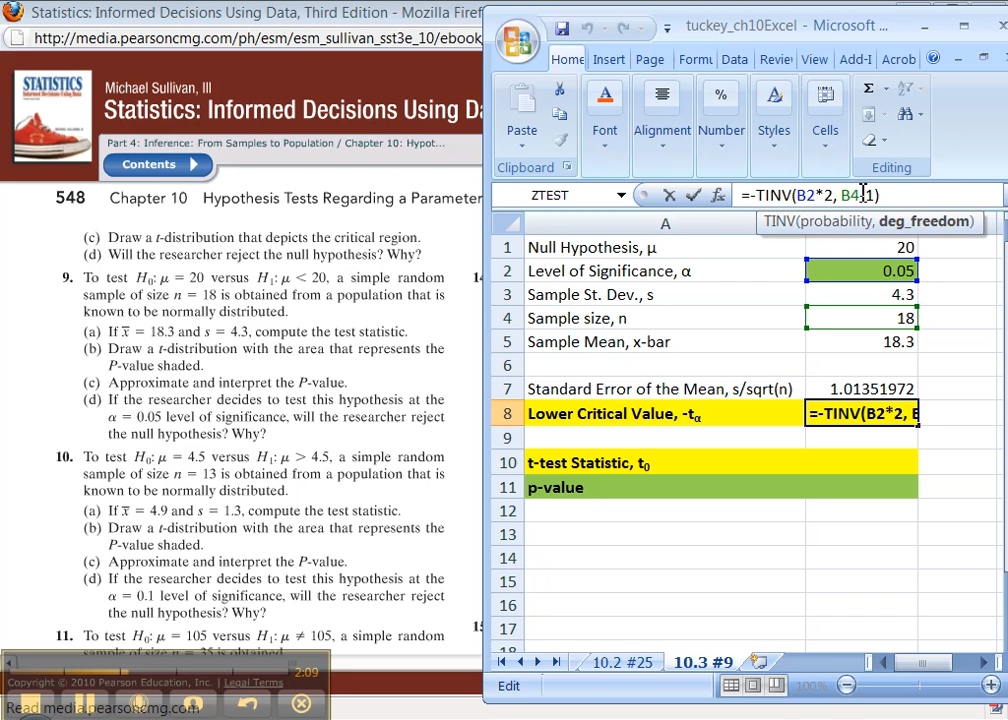 Statistics: Informed Decisions Using Data, Third Edition - Mozilla Firef
http://media.pearsoncmg.com/ph/esm/esm_sullivan_sst3e_10/ebook
STATISTICS
Michael Sullivan, III
Statistics: Informed Decisions Using Da
Part 4: Inference: From Samples to Population / Chapter 10: Hypot...
Contents
548 Chapter 10 Hypothesis Tests Regarding a Parameter
(c) Draw a t-distribution that depicts the critical region.
(d) Will the researcher reject the null hypothesis? Why?
9. To test H₀: μ = 20 versus H₁: μ < 20, a simple random
sample of size n = 18 is obtained from a population that is
known to be normally distributed.
(a) If x̄ = 18.3 and s = 4.3, compute the test statistic.
(b) Draw a t-distribution with the area that represents the
P-value shaded.
(c) Approximate and interpret the P-value.
(d) If the researcher decides to test this hypothesis at the
α = 0.05 level of significance, will the researcher reject
the null hypothesis? Why?
10. To test H₀: μ = 4.5 versus H₁: μ > 4.5, a simple random
sample of size n = 13 is obtained from a population that is
known to be normally distributed.
(a) If x̄ = 4.9 and s = 1.3, compute the test statistic.
(b) Draw a t-distribution with the area that represents the
P-value shaded.
(c) Approximate and interpret the P-value.
(d) If the researcher decides to test this hypothesis at the
α = 0.1 level of significance, will the researcher reject
the null hypothesis? Why?
11. To test H₀: μ = 105 versus H₁: μ ≠ 105, a simple random
2:09
Copyright © 2010 Pearson Education, Inc. | Legal Terms
Read media.pearsoncmg.com
tuckey_ch10Excel - Microsoft ...
Home Insert Page Formu Data Review View Add-I Acrob
Paste Font Alignment Number Styles Cells
Clipboard Editing
ZTEST =-TINV(B2*2, B4-1)
TINV(probability, deg_freedom)
A
1 Null Hypothesis, μ 20
2 Level of Significance, α 0.05
3 Sample St. Dev., s 4.3
4 Sample size, n 18
5 Sample Mean, x-bar 18.3
6
7 Standard Error of the Mean, s/sqrt(n) 1.01351972
8 Lower Critical Value, -tα =-TINV(B2*2, B
9
10 t-test Statistic, t₀
11 p-value
12
13
14
15
16
17
10.2 #25 10.3 #9
Edit 100%